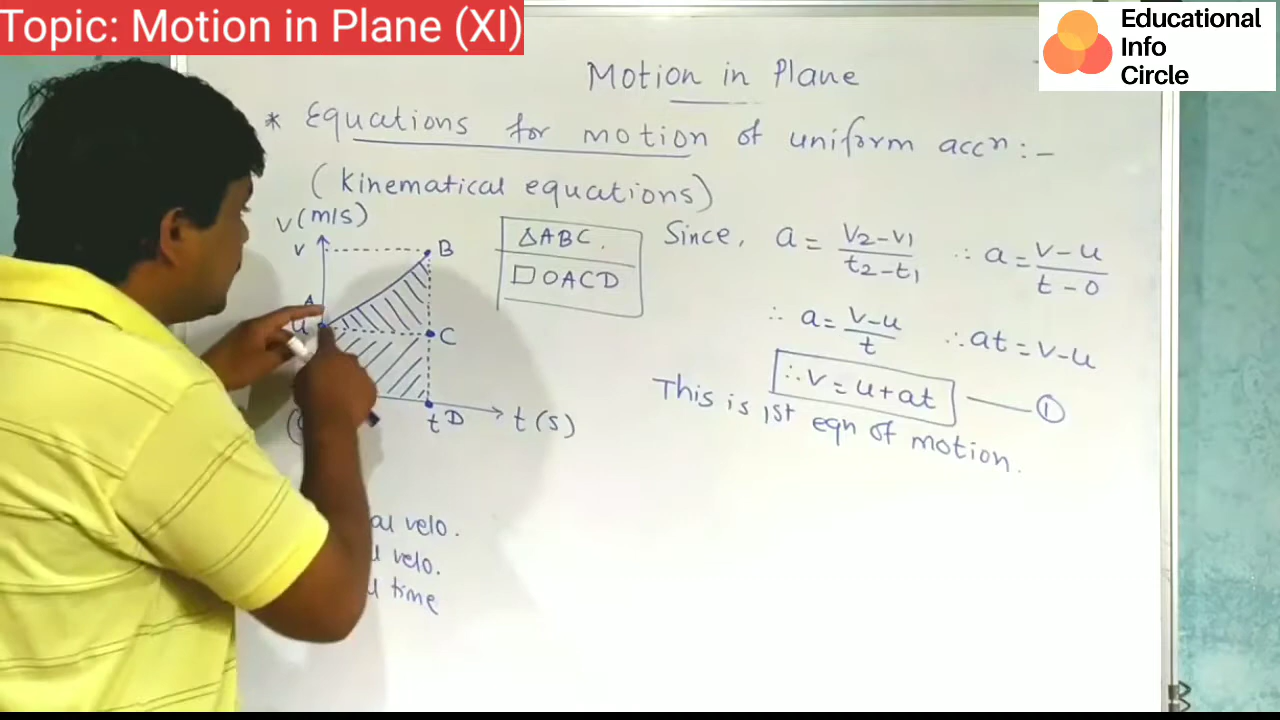 Topic: Motion in Plane (XI)
Educational
Info
Circle
Motion in Plane
* Equations for motion of uniform accn :-
(Kinematical equations)
v (m/s)
v
B
A
u
C
t D
t (s)
△ABC.
□ OACD
Since, a = v2-v1/t2-t1 ∴ a = v-u/t-0
∴ a = v-u/t ∴ at = v-u
∴ v = u+at ①
This is 1st eqn of motion.
velo.
velo.
time